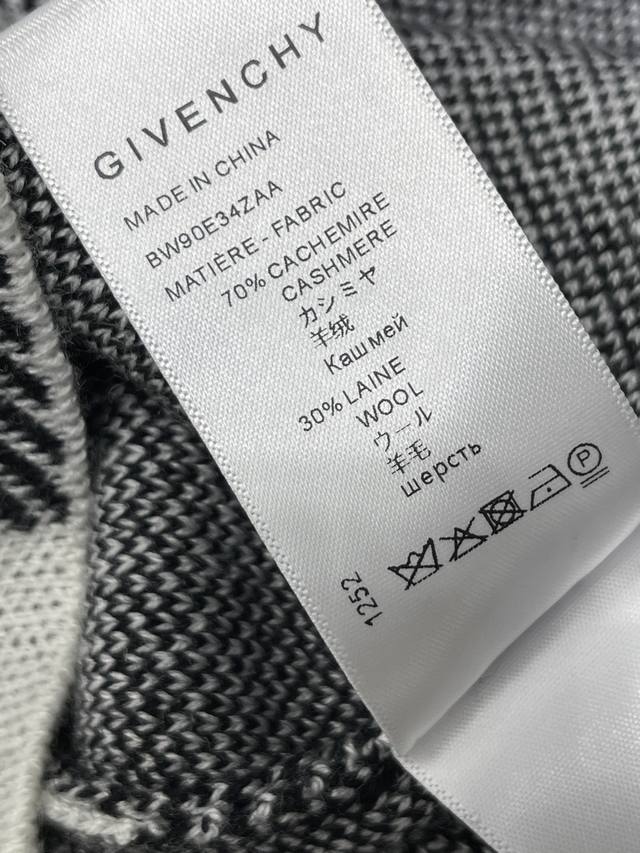 GIVENCHY
MADE IN CHINA
BW90E34ZAA
MATIÈRE - FABRIC
70% CACHEMIRE
CASHMERE
カシミヤ
羊绒
Кашмей
30% LAINE
WOOL
ウール
羊毛
шерсть
P
1252